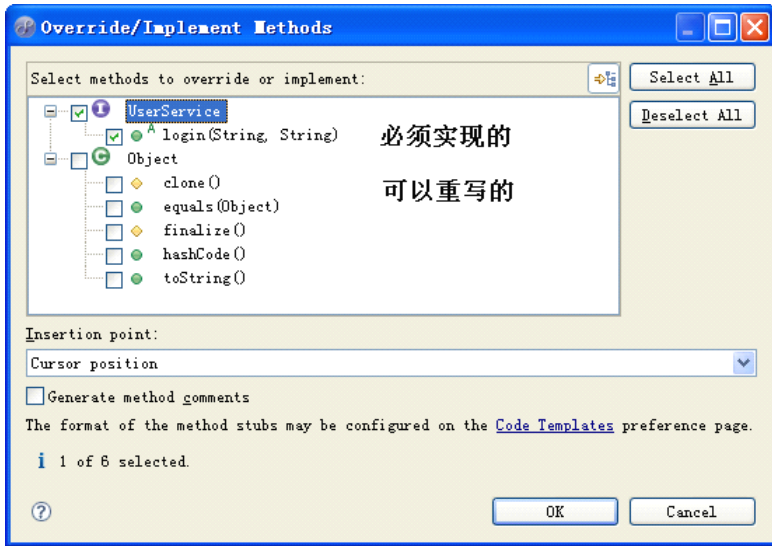 Override/Implement Methods
Select methods to override or implement:
Select All
UserService
Deselect All
login(String, String)
必须实现的
Object
clone()
可以重写的
equals(Object)
finalize()
hashCode()
toString()
Insertion point:
Cursor position
Generate method comments
The format of the method stubs may be configured on the Code Templates preference page.
1 of 6 selected.
OK
Cancel